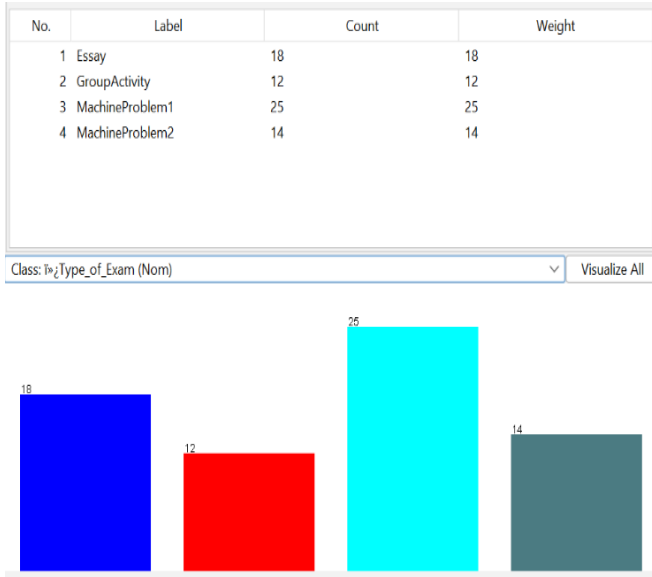 No. Label Count Weight
1 Essay 18 18
2 GroupActivity 12 12
3 MachineProblem1 25 25
4 MachineProblem2 14 14
Class: ï»¿Type_of_Exam (Nom) Visualize All
25
18
14
12